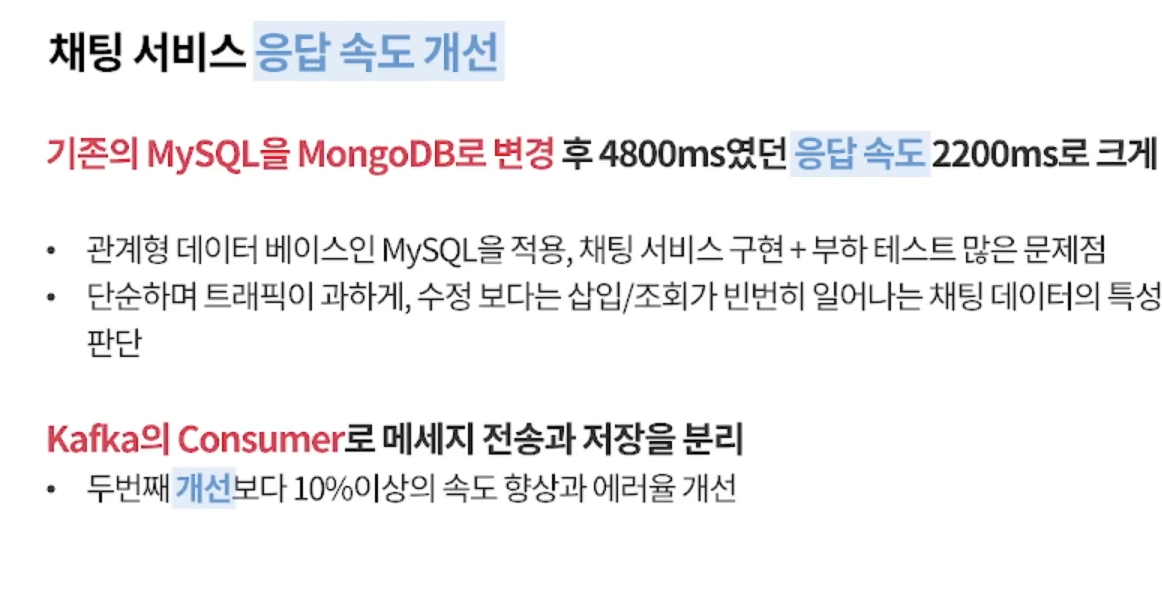 채팅 서비스 응답 속도 개선
기존의 MySQL을 MongoDB로 변경 후 4800ms였던 응답 속도 2200ms로 크게
• 관계형 데이터 베이스인 MySQL을 적용, 채팅 서비스 구현 + 부하 테스트 많은 문제점
• 단순하며 트래픽이 과하게, 수정 보다는 삽입/조회가 빈번히 일어나는 채팅 데이터의 특성
판단
Kafka의 Consumer로 메세지 전송과 저장을 분리
• 두번째 개선보다 10%이상의 속도 향상과 에러율 개선